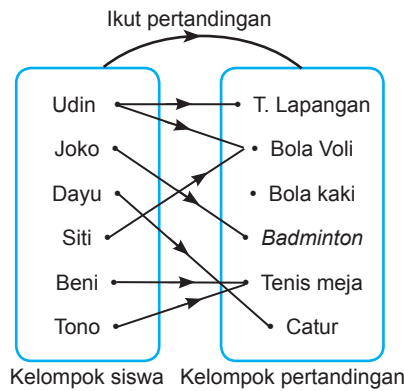 Ikut pertandingan
Udin T. Lapangan
Joko Bola Voli
Dayu Bola kaki
Siti Badminton
Beni Tenis meja
Tono Catur
Kelompok siswa Kelompok pertandingan